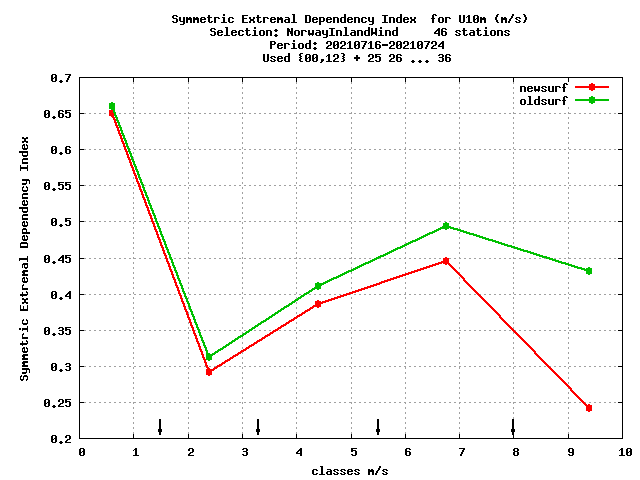 Symmetric Extremal Dependency Index  for U10m (m/s)
Selection: NorwayInlandWind     46 stations
Period: 20210716-20210724
Used {00,12} + 25 26 ... 36
newsurf
oldsurf
Symmetric Extremal Dependency Index
0.7
0.65
0.6
0.55
0.5
0.45
0.4
0.35
0.3
0.25
0.2
0 1 2 3 4 5 6 7 8 9 10
classes m/s